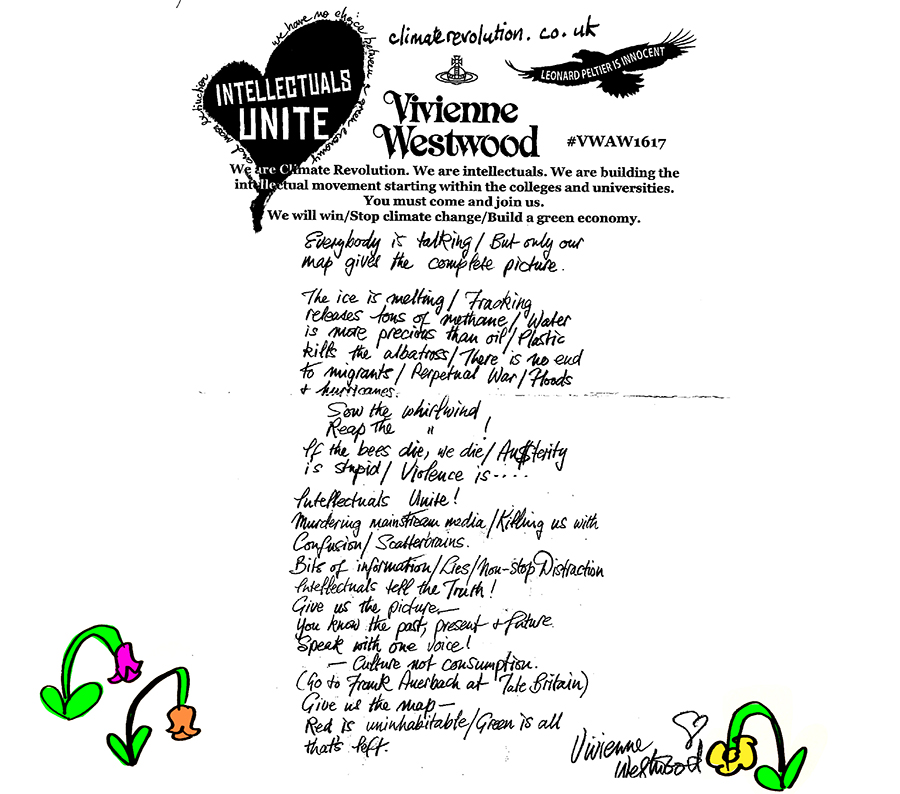 we have no choice between a green economy and mass extinction
INTELLECTUALS
UNITE
climaterevolution.co.uk
LEONARD PELTIER IS INNOCENT
Vivienne
Westwood
#VWAW1617
We are Climate Revolution. We are intellectuals. We are building the
intellectual movement starting within the colleges and universities.
You must come and join us.
We will win/Stop climate change/Build a green economy.
Everybody is talking/ But only our
map gives the complete picture.
The ice is melting/ Fracking
releases tons of methane/ Water
is more precious than oil/ Plastic
kills the albatross/ There is no end
to migrants/ Perpetual War/ Floods
+ hurricanes.
Sow the whirlwind
Reap the " !
If the bees die, we die/ Au$terity
is stupid/ Violence is....
Intellectuals Unite!
Murdering mainstream media/ Killing us with
Confusion/ Scatterbrains.
Bits of information/ Lies/ Non-stop Distraction
Intellectuals tell the Truth!
Give us the picture—
You know the past, present + future.
Speak with one voice!
— Culture not consumption.
(Go to Frank Auerbach at Tate Britain)
Give us the map—
Red is uninhabitable/ Green is all
that's left.
Vivienne
Westwood